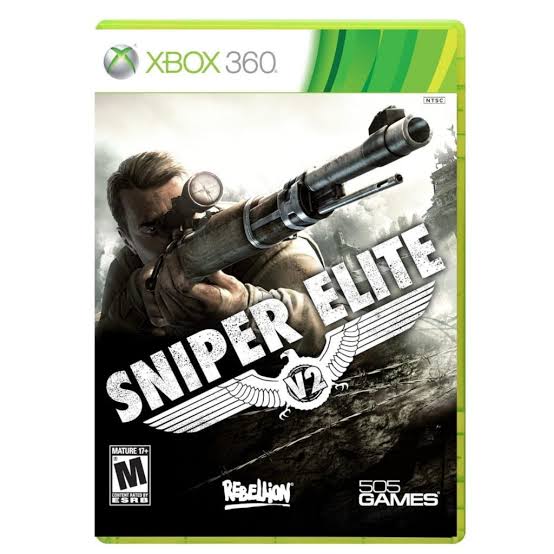 XBOX 360
NTSC
SNIPER ELITE
V2
MATURE 17+
M
CONTENT RATED BY
ESRB
REBELLION
505
GAMES